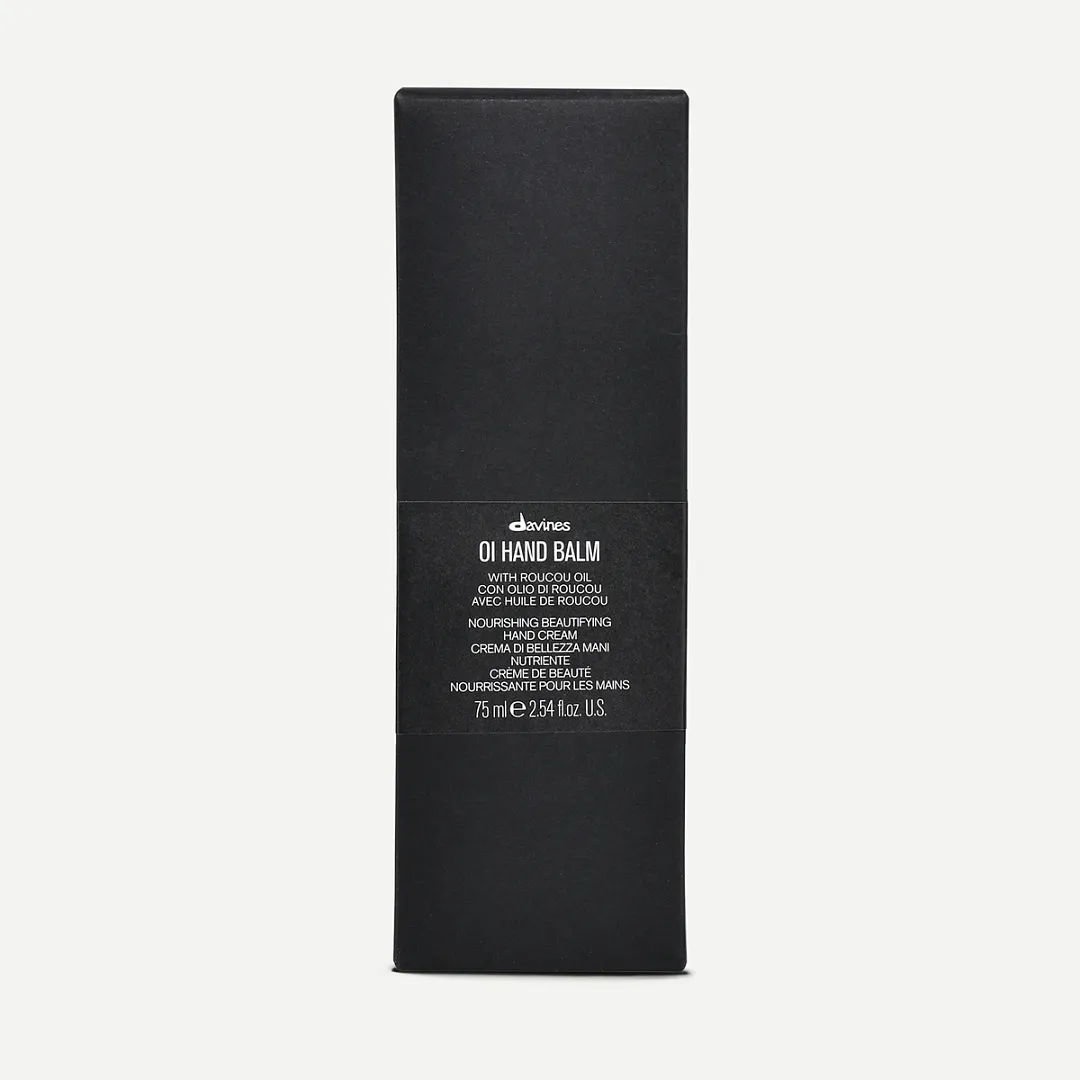 davines
OI HAND BALM
WITH ROUCOU OIL
CON OLIO DI ROUCOU
AVEC HUILE DE ROUCOU
NOURISHING BEAUTIFYING
HAND CREAM
CREMA DI BELLEZZA MANI
NUTRIENTE
CRÈME DE BEAUTÉ
NOURRISSANTE POUR LES MAINS
75 ml ℮ 2.54 fl.oz. U.S.